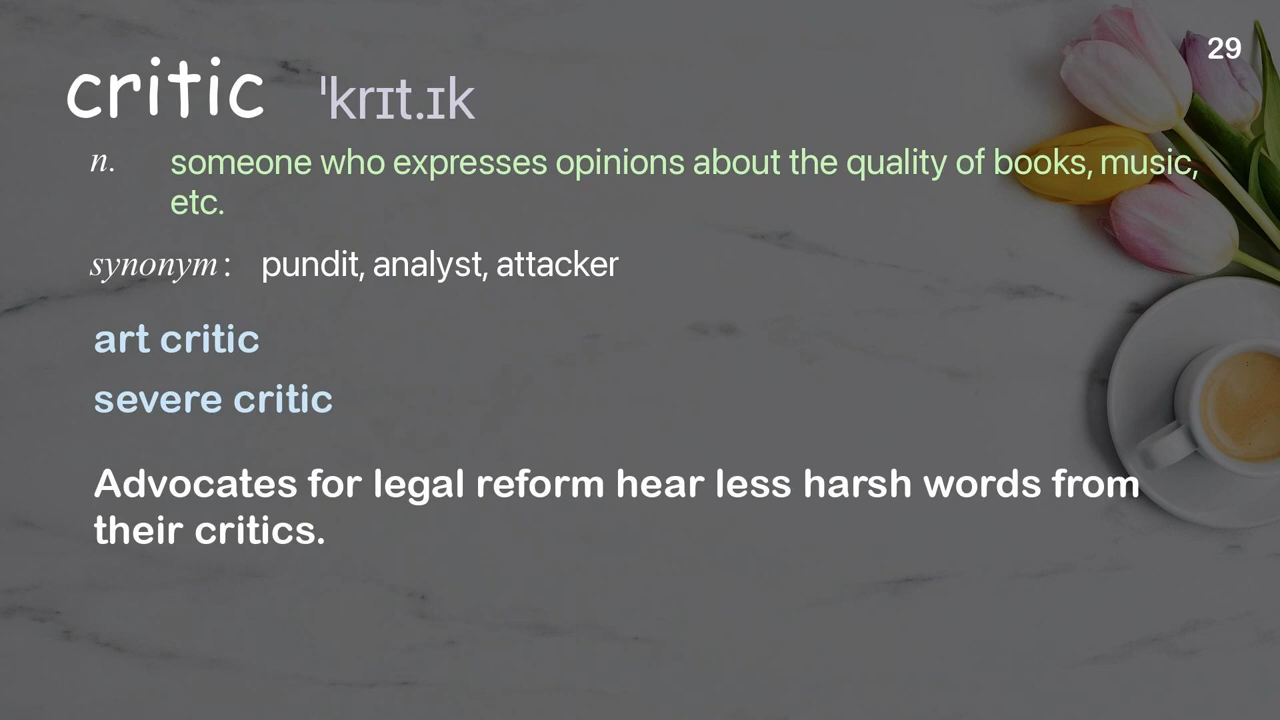 29
critic ˈkrɪt.ɪk
n. someone who expresses opinions about the quality of books, music,
etc.
synonym: pundit, analyst, attacker
art critic
severe critic
Advocates for legal reform hear less harsh words from
their critics.